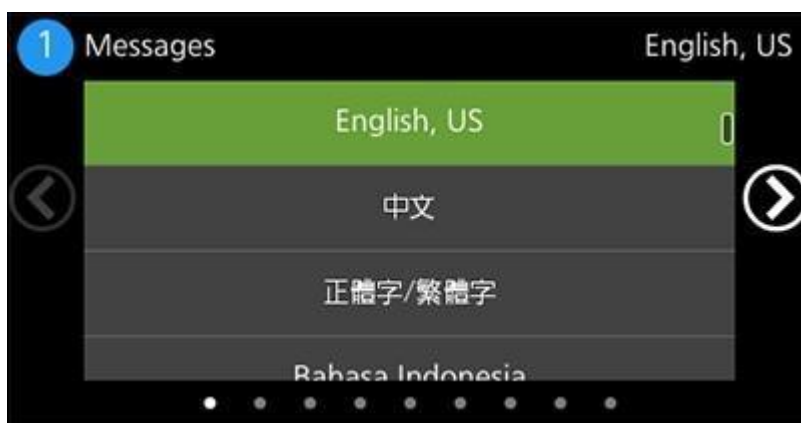 1 Messages English, US
English, US
中文
正體字/繁體字
Bahasa Indonesia